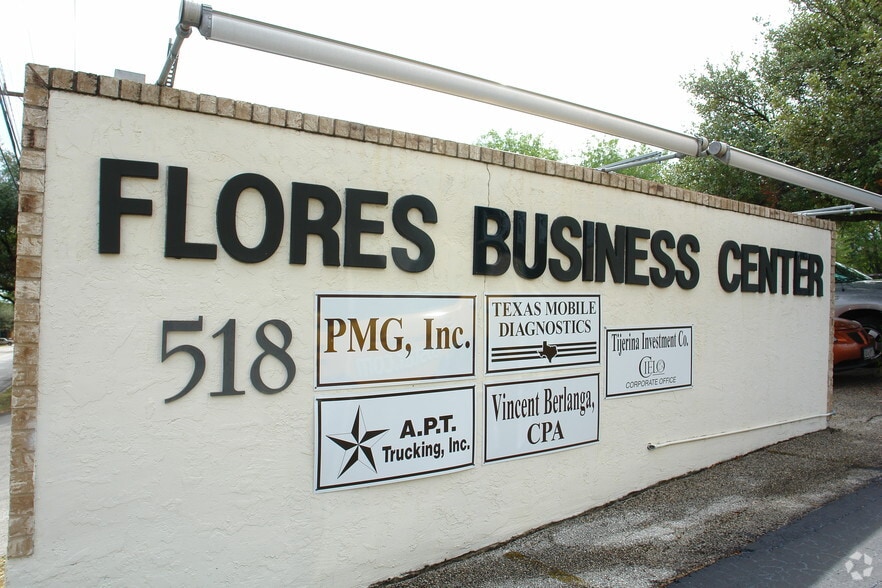 FLORES BUSINESS CENTER
518
PMG, Inc.
TEXAS MOBILE
DIAGNOSTICS
Tijerina Investment Co.
CIELO
CORPORATE OFFICE
A.P.T.
Trucking, Inc.
Vincent Berlanga,
CPA